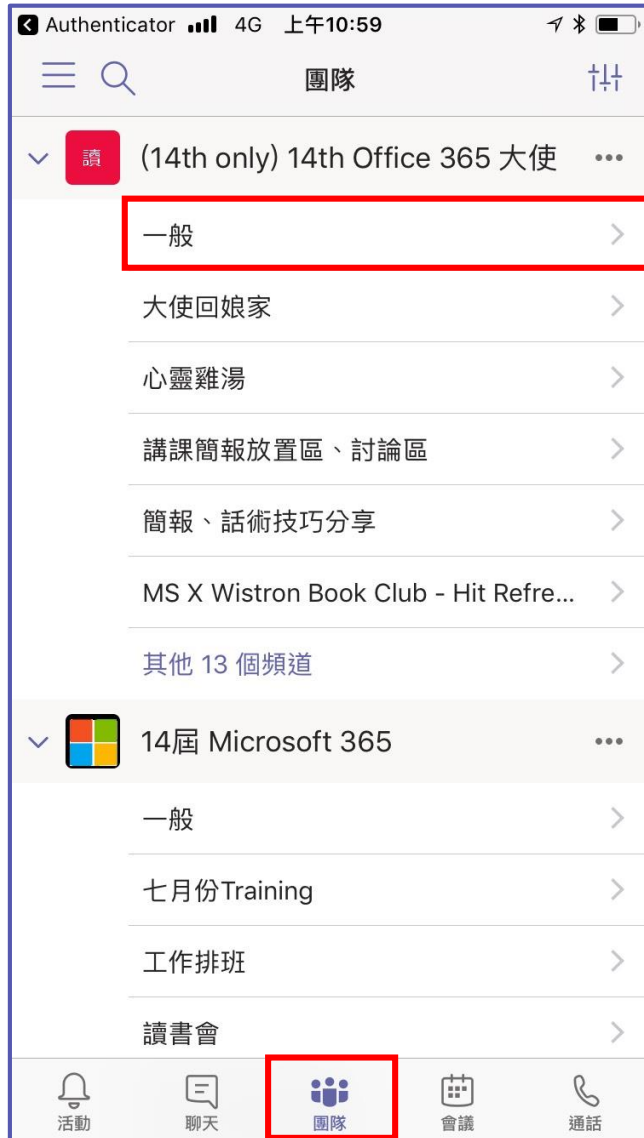 Authenticator 4G 上午10:59
團隊
讀 (14th only) 14th Office 365 大使
一般
大使回娘家
心靈雞湯
講課簡報放置區、討論區
簡報、話術技巧分享
MS X Wistron Book Club - Hit Refre...
其他 13 個頻道
14屆 Microsoft 365
一般
七月份Training
工作排班
讀書會
活動 聊天 團隊 會議 通話